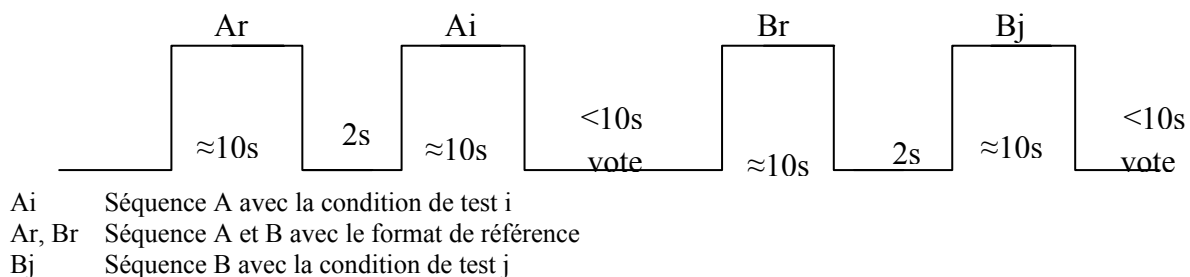 Ar Ai Br Bj
≈10s 2s ≈10s <10s vote ≈10s 2s ≈10s <10s vote
Ai Séquence A avec la condition de test i
Ar, Br Séquence A et B avec le format de référence
Bj Séquence B avec la condition de test j